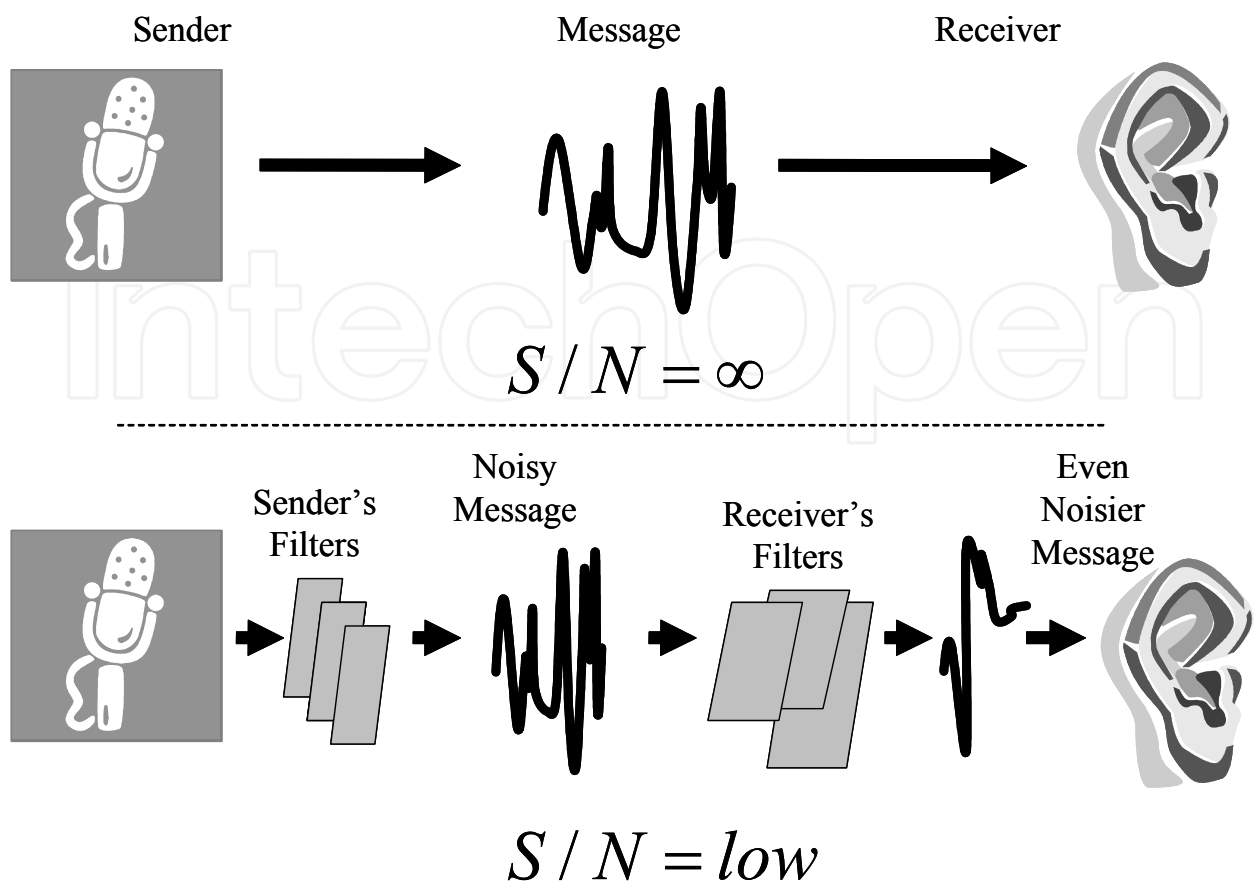 Sender
Message
Receiver
IntechOpen
S / N = ∞
Sender’s
Filters
Noisy
Message
Receiver’s
Filters
Even
Noisier
Message
S / N = low